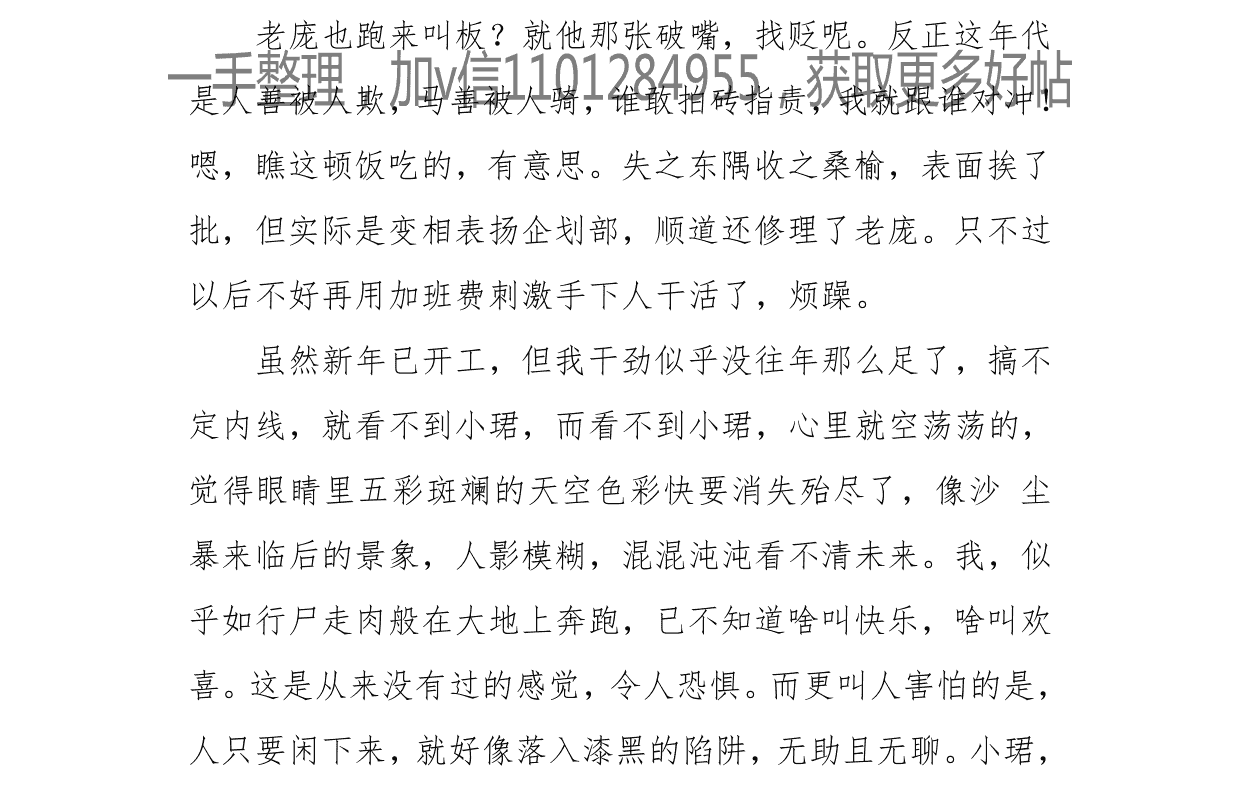 老庞也跑来叫板？就他那张破嘴，找贬呢。反正这年代
一手整理，加v信1101284955，获取更多好帖
是人善被人欺，马善被人骑，谁敢拍砖指责，我就跟谁对冲！
嗯，瞧这顿饭吃的，有意思。失之东隅收之桑榆，表面挨了
批，但实际是变相表扬企划部，顺道还修理了老庞。只不过
以后不好再用加班费刺激手下人干活了，烦躁。
虽然新年已开工，但我干劲似乎没往年那么足了，搞不
定内线，就看不到小珺，而看不到小珺，心里就空荡荡的，
觉得眼睛里五彩斑斓的天空色彩快要消失殆尽了，像沙 尘
暴来临后的景象，人影模糊，混混沌沌看不清未来。我，似
乎如行尸走肉般在大地上奔跑，已不知道啥叫快乐，啥叫欢
喜。这是从来没有过的感觉，令人恐惧。而更叫人害怕的是，
人只要闲下来，就好像落入漆黑的陷阱，无助且无聊。小珺，